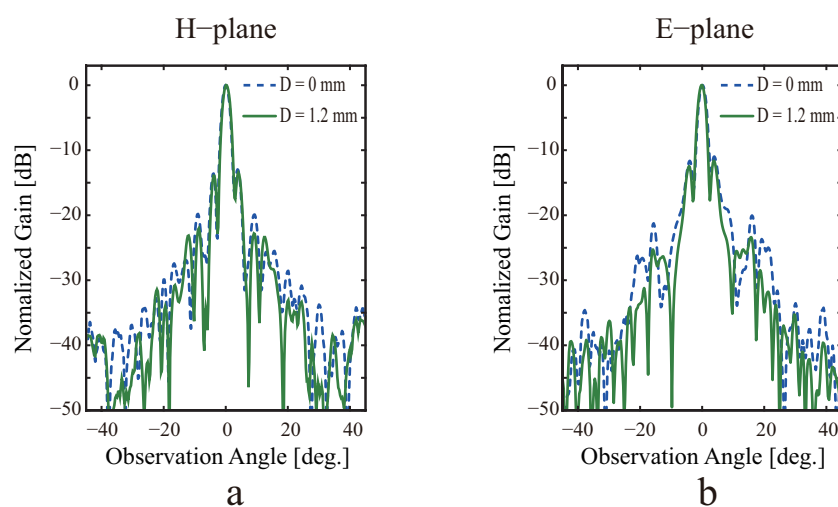 H−plane
E−plane
Nomalized Gain [dB]
0
−10
−20
−30
−40
−50
D = 0 mm
D = 1.2 mm
−40
−20
0
20
40
Observation Angle [deg.]
a
Nomalized Gain [dB]
0
−10
−20
−30
−40
−50
D = 0 mm
D = 1.2 mm
−40
−20
0
20
40
Observation Angle [deg.]
b